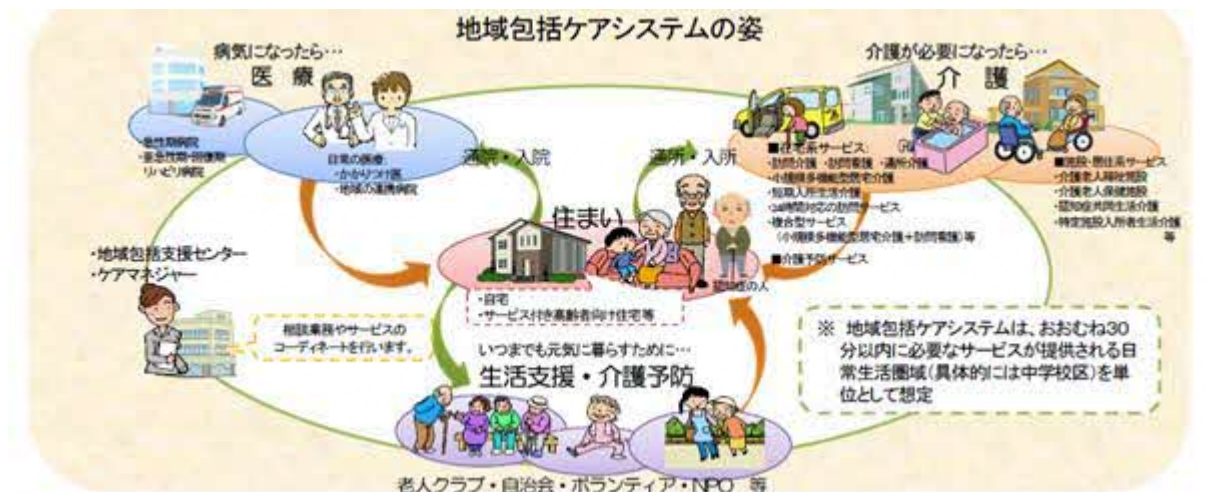 地域包括ケアシステムの姿
病気になったら…
医 療
・急性期病院
・亜急性期・回復期
リハビリ病院
日常の医療:
・かかりつけ医
・地域の連携病院
通院・入院
通所・入所
介護が必要になったら…
介 護
■在宅系サービス:
・訪問介護 ・訪問看護 ・通所介護
・小規模多機能型居宅介護
・短期入所生活介護
・24時間対応の訪問サービス
・複合型サービス
(小規模多機能型居宅介護+訪問看護)等
■介護予防サービス
■施設・居住系サービス
・介護老人福祉施設
・介護老人保健施設
・認知症共同生活介護
・特定施設入所者生活介護
等
住まい
認知症の人
・自宅
・サービス付き高齢者向け住宅等
・地域包括支援センター
・ケアマネジャー
相談業務やサービスの
コーディネートを行います。
いつまでも元気に暮らすために…
生活支援・介護予防
老人クラブ・自治会・ボランティア・NPO 等
※ 地域包括ケアシステムは、おおむね30
分以内に必要なサービスが提供される日
常生活圏域(具体的には中学校区)を単
位として想定